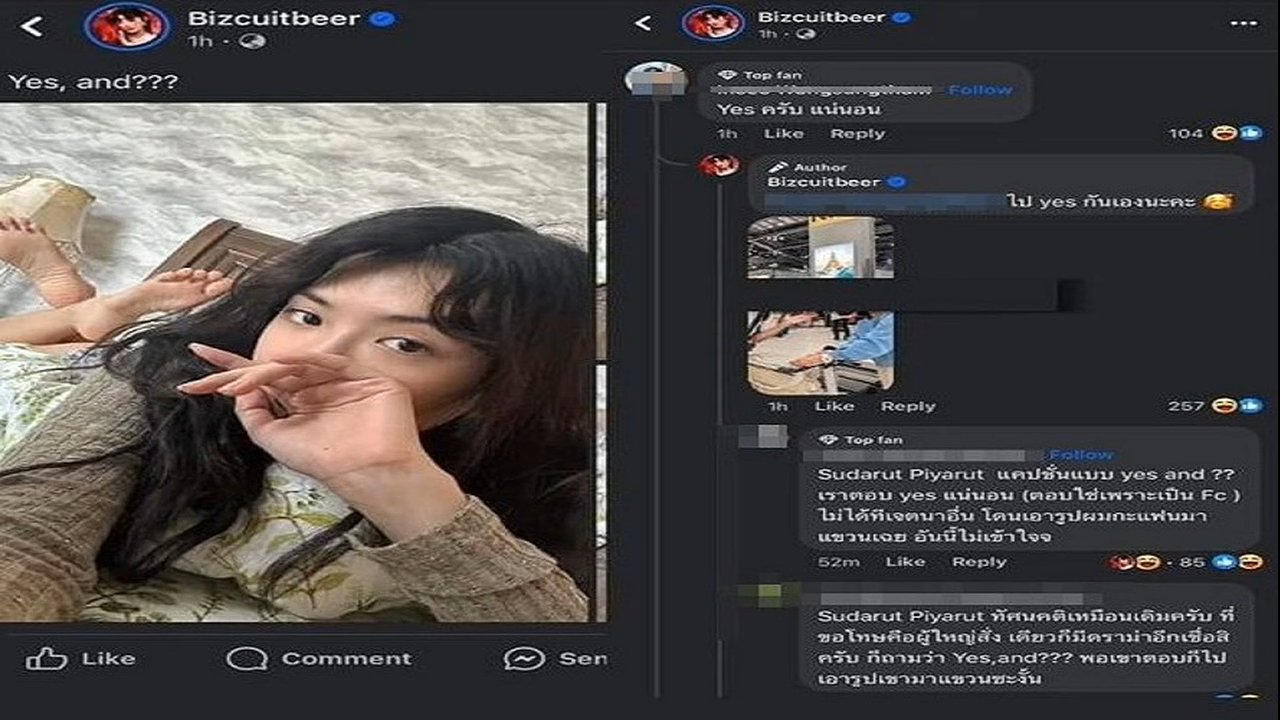 Bizcuitbeer
1h
Yes, and???
Like
Comment
Sen
Bizcuitbeer
1h
Top fan
Follow
Yes ครับ แน่นอน
1h Like Reply 104
Author
Bizcuitbeer
ไป yes กันเองนะคะ
1h Like Reply 257
Top fan
Follow
Sudarut Piyarut แคปชั่นแบบ yes and ??
เราตอบ yes แน่นอน (ตอบใช่เพราะเป็น Fc )
ไม่ได้ทีเจตนาอื่น โดนเอารูปผมกะแฟนมา
แขวนเฉย อันนี้ไม่เข้าใจจ
52m Like Reply 85
Sudarut Piyarut ทัศนคติเหมือนเดิมครับ ที่
ขอโทษคือผู้ใหญ่สั่ง เดียวก็มีดราม่าอีกเชื่อสิ
ครับ ก็ถามว่า Yes,and??? พอเขาตอบก็ไป
เอารูปเขามาแขวนซะงั้น